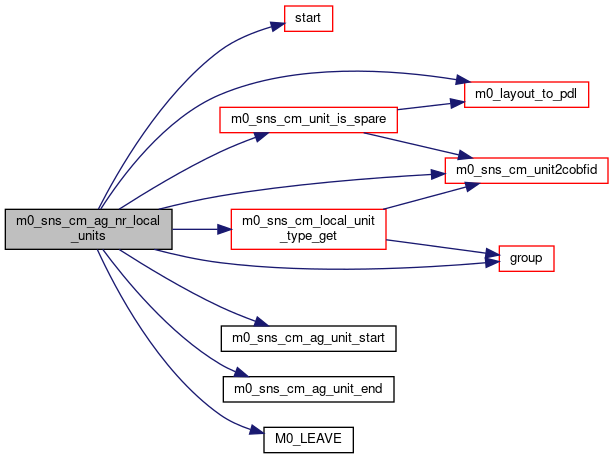 start
m0_layout_to_pdl
m0_sns_cm_unit_is_spare
m0_sns_cm_unit2cobfid
m0_sns_cm_ag_nr_local
_units
m0_sns_cm_local_unit
_type_get
group
m0_sns_cm_ag_unit_start
m0_sns_cm_ag_unit_end
M0_LEAVE